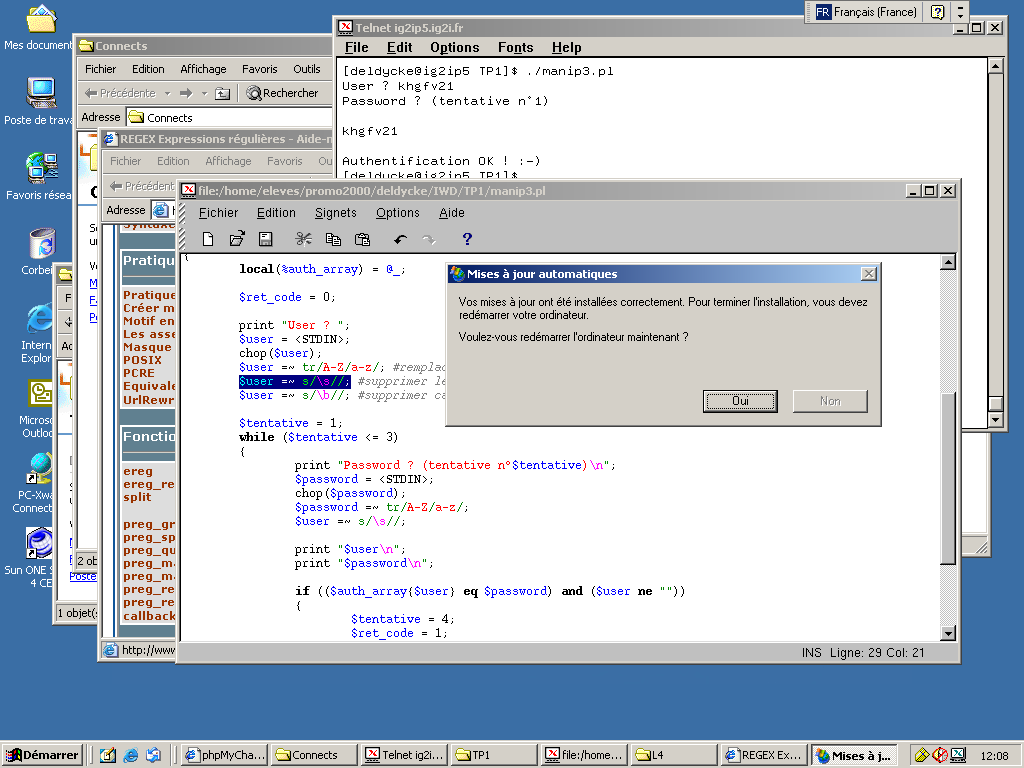 FR Français (France)
Mes document
Poste de trava
Favoris résea
Corbei
Intern
Explor
Microso
Outloo
PC-Xwa
Connect
Sun ONE S
4 CE
Connects
Fichier Edition Affichage Favoris Outils
Précédente
Rechercher
Adresse Connects
Telnet ig2ip5.ig2i.fr
File Edit Options Fonts Help
[deldycke@ig2ip5 TP1]$ ./manip3.pl
User ? khgfv21
Password ? (tentative n°1)
khgfv21
Authentification OK ! :-)
[deldycke@ig2ip5 TP1]$
REGEX Expressions régulières - Aide-m
Fichier Edition Affichage Favoris Ou
Précédent
Adresse
Pratiqu
Pratique
Créer m
Motif en
Les asse
Masque
POSIX
PCRE
Equivale
UrlRewr
Fonctio
ereg
ereg_re
split
preg_gr
preg_sp
preg_qu
preg_ma
preg_ma
preg_re
preg_re
callback
http://www
2 ob
Poste
1 objet(s
file:/home/eleves/promo2000/deldycke/IWD/TP1/manip3.pl
Fichier Edition Signets Options Aide
{
local(%auth_array) = @_;
$ret_code = 0;
print "User ? ";
$user = <STDIN>;
chop($user);
$user =~ tr/A-Z/a-z/; #remplac
$user =~ s/\s//; #supprimer le
$user =~ s/\b//; #supprimer ca
$tentative = 1;
while ($tentative <= 3)
{
print "Password ? (tentative n°$tentative)\n";
$password = <STDIN>;
chop($password);
$password =~ tr/A-Z/a-z/;
$user =~ s/\s//;
print "$user\n";
print "$password\n";
if (($auth_array{$user} eq $password) and ($user ne ""))
{
$tentative = 4;
$ret_code = 1;
INS Ligne: 29 Col: 21
Mises à jour automatiques
Vos mises à jour ont été installées correctement. Pour terminer l'installation, vous devez
redémarrer votre ordinateur.
Voulez-vous redémarrer l'ordinateur maintenant ?
Oui Non
Démarrer phpMyCha... Connects Telnet ig2i... TP1 file:/home... L4 REGEX Ex... Mises à j... 12:08